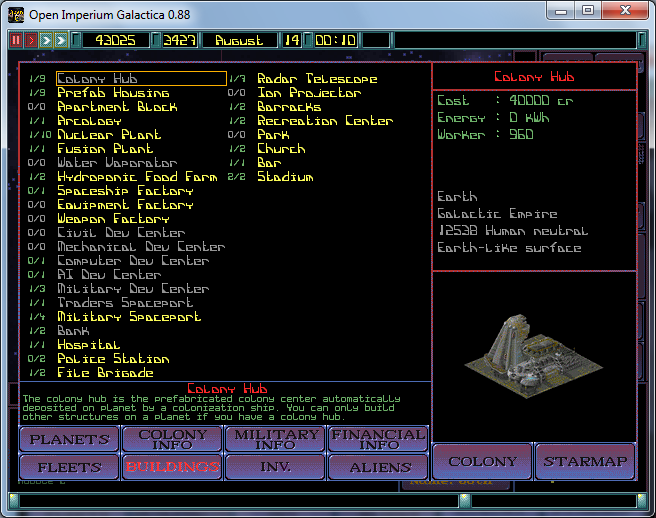 Open Imperium Galactica 0.88
43025 3427 August 14 00:10
1/9 Colony Hub
1/9 Prefab Housing
0/0 Apartment Block
1/1 Arcology
1/10 Nuclear Plant
1/1 Fusion Plant
0/0 Water Vaporator
1/2 Hydroponic Food Farm
0/1 Spaceship Factory
0/0 Equipment Factory
0/0 Weapon Factory
0/0 Civil Dev Center
0/0 Mechanical Dev Center
0/1 Computer Dev Center
0/1 AI Dev Center
1/3 Military Dev Center
1/1 Traders Spaceport
1/4 Military Spaceport
1/2 Bank
1/1 Hospital
0/2 Police Station
1/2 Fire Brigade
1/7 Radar Telescope
0/0 Ion Projector
1/2 Barracks
1/2 Recreation Center
0/0 Park
1/2 Church
1/1 Bar
2/2 Stadium
Colony Hub
Cost : 40000 cr
Energy : 0 kWh
Worker : 960
Earth
Galactic Empire
12538 Human neutral
Earth-like surface
Colony Hub
The colony hub is the prefabricated colony center automatically
deposited on planet by a colonization ship. You can only build
other structures on a planet if you have a colony hub.
PLANETS
COLONY
INFO
MILITARY
INFO
FINANCIAL
INFO
FLEETS
BUILDINGS
INV.
ALIENS
COLONY
STARMAP